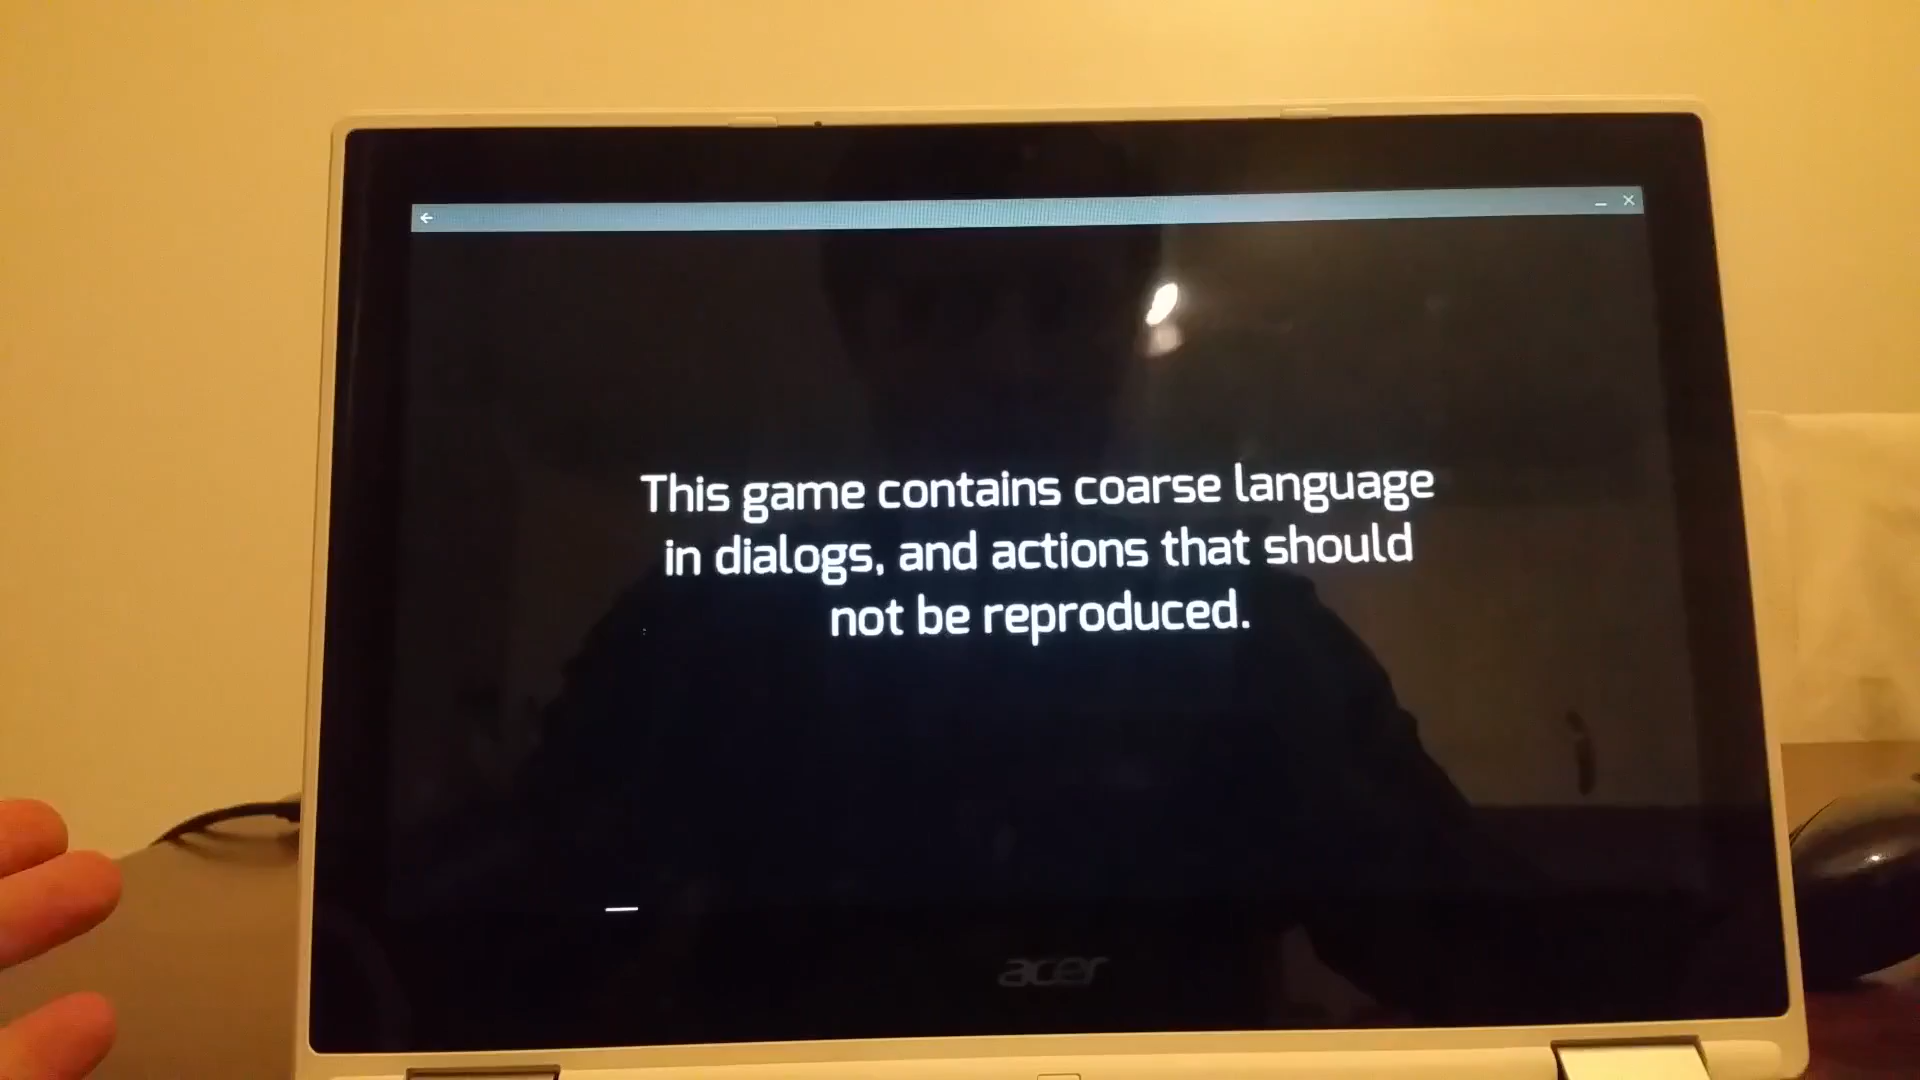 This game contains coarse language
in dialogs, and actions that should
not be reproduced.
acer